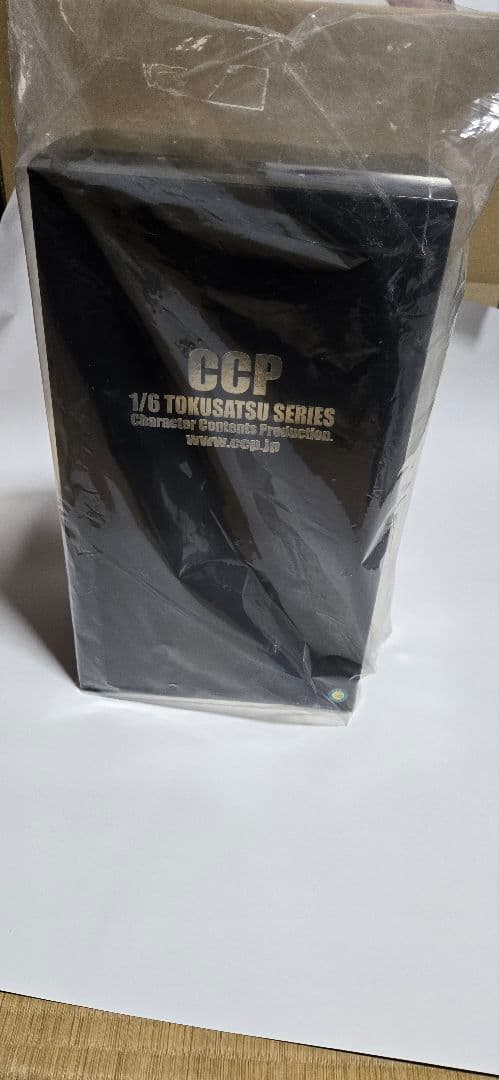 CCP
1/6 TOKUSATSU SERIES
Character Contents Production.
www.ccp.jp